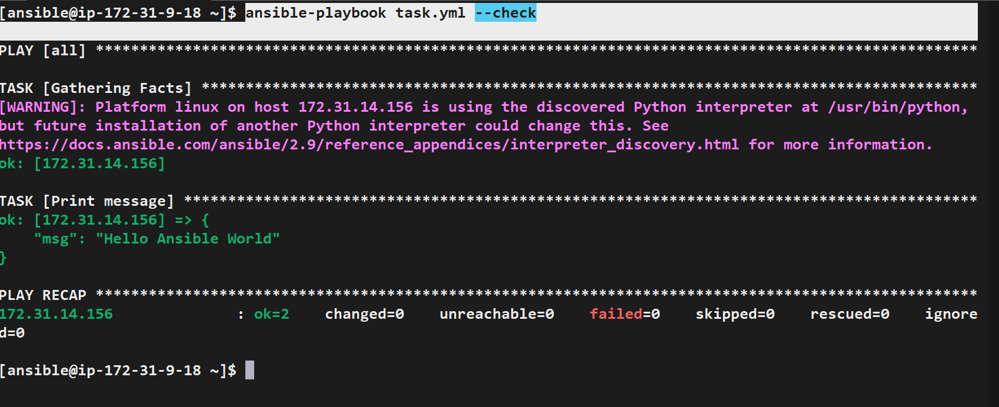 [ansible@ip-172-31-9-18 ~]$ ansible-playbook task.yml --check
PLAY [all] ****************************************************************************************************
TASK [Gathering Facts] ****************************************************************************************
[WARNING]: Platform linux on host 172.31.14.156 is using the discovered Python interpreter at /usr/bin/python,
but future installation of another Python interpreter could change this. See
https://docs.ansible.com/ansible/2.9/reference_appendices/interpreter_discovery.html for more information.
ok: [172.31.14.156]
TASK [Print message] ******************************************************************************************
ok: [172.31.14.156] => {
    "msg": "Hello Ansible World"
}
PLAY RECAP ****************************************************************************************************
172.31.14.156              : ok=2    changed=0    unreachable=0    failed=0    skipped=0    rescued=0    ignore
d=0
[ansible@ip-172-31-9-18 ~]$